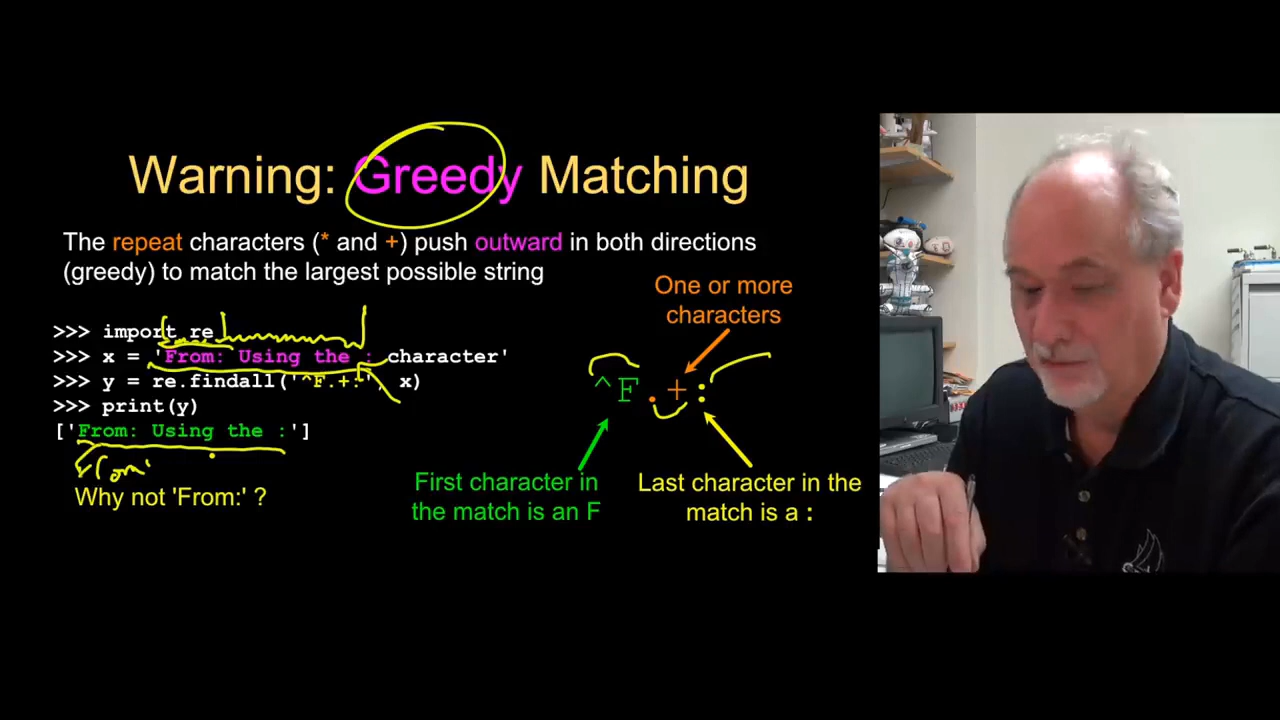 Warning: Greedy Matching
The repeat characters (* and +) push outward in both directions
(greedy) to match the largest possible string
One or more
characters
>>> import re
>>> x = 'From: Using the : character'
>>> y = re.findall('^F.+:', x)
>>> print(y)
['From: Using the :']
From
Why not 'From:' ?
^F.+:
First character in
the match is an F
Last character in the
match is a :